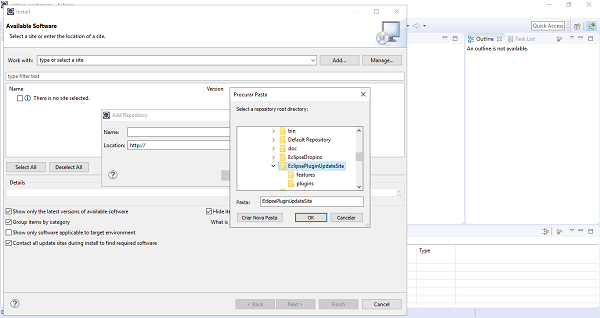 Install
Available Software
Select a site or enter the location of a site.
Work with: type or select a site
Add...
Manage...
type filter text
Name
Version
There is no site selected.
Add Repository
Name:
Location: http://
Select All
Deselect All
Details
Show only the latest versions of available software
Hide ite
Group items by category
What is
Show only software applicable to target environment
Contact all update sites during install to find required software
< Back
Next >
Finish
Cancel
Procurar Pasta
Select a repository root directory:
bin
Default Repository
doc
EclipseDropins
EclipsePluginUpdateSite
features
plugins
Pasta: EclipsePluginUpdateSite
Criar Nova Pasta
OK
Cancelar
Quick Access
Outline
Task List
An outline is not available.
Type